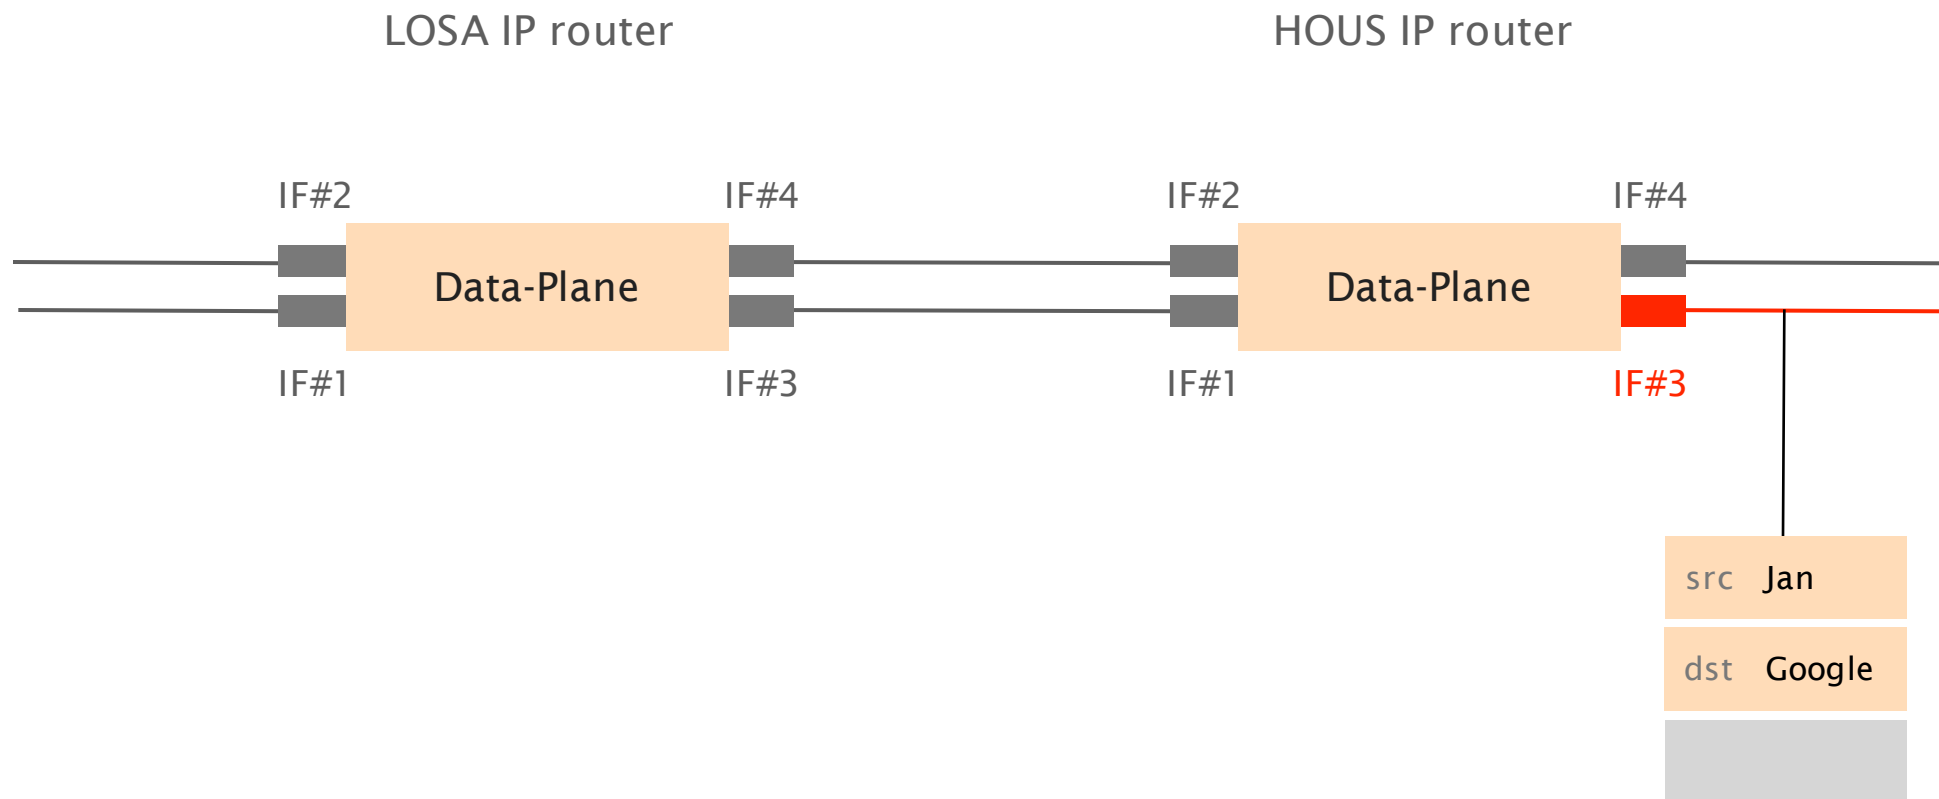 LOSA IP router
HOUS IP router
IF#2
IF#4
IF#2
IF#4
Data-Plane
Data-Plane
IF#1
IF#3
IF#1
IF#3
src Jan
dst Google